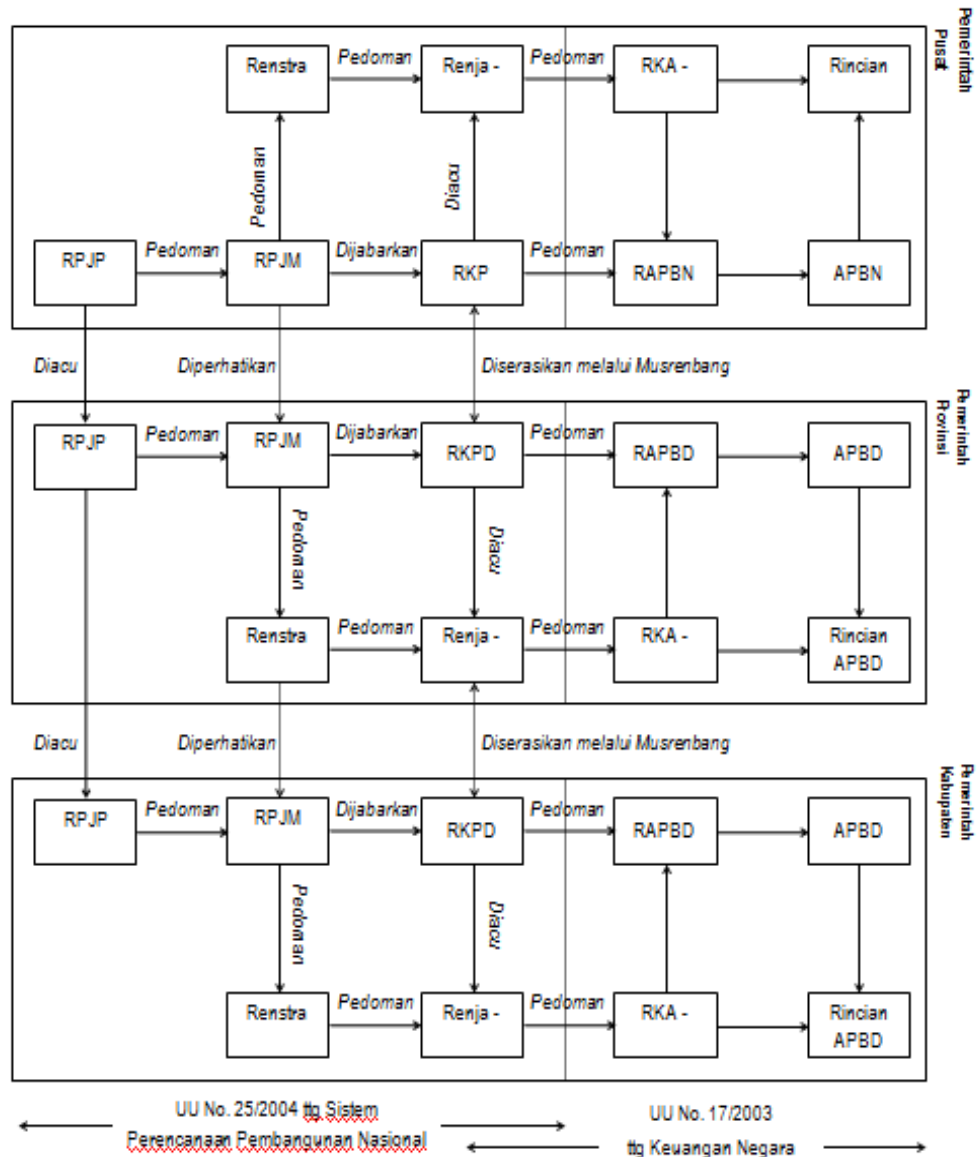 Pemerintah
Pusat
Renstra
Pedoman
Renja -
Pedoman
RKA -
Rincian
Pedoman
Diacu
RPJP
Pedoman
RPJM
Dijabarkan
RKP
Pedoman
RAPBN
APBN
Diacu
Diperhatikan
Diserasikan melalui Musrenbang
Pemerintah
Provinsi
RPJP
Pedoman
RPJM
Dijabarkan
RKPD
Pedoman
RAPBD
APBD
Pedoman
Diacu
Renstra
Pedoman
Renja -
Pedoman
RKA -
Rincian
APBD
Diacu
Diperhatikan
Diserasikan melalui Musrenbang
Pemerintah
Kabupaten
RPJP
Pedoman
RPJM
Dijabarkan
RKPD
Pedoman
RAPBD
APBD
Pedoman
Diacu
Renstra
Pedoman
Renja -
Pedoman
RKA -
Rincian
APBD
UU No. 25/2004 ttg Sistem
Perencanaan Pembangunan Nasional
UU No. 17/2003
ttg Keuangan Negara